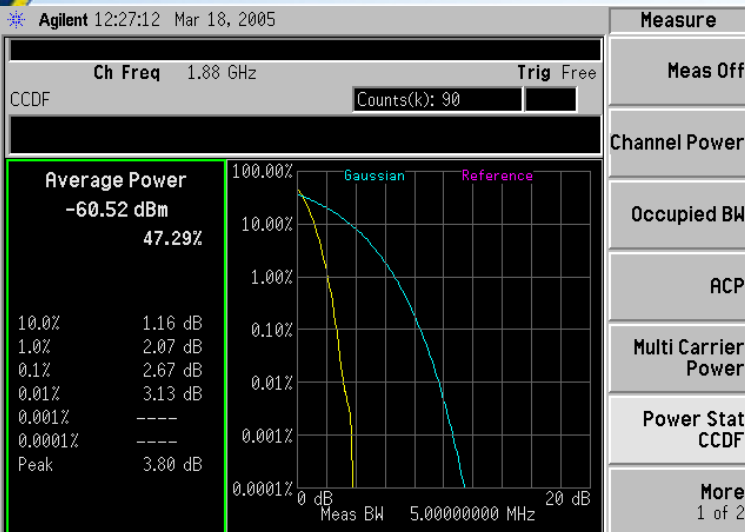 Agilent 12:27:12 Mar 18, 2005
Measure
Ch Freq 1.88 GHz Trig Free
CCDF Counts(k): 90
Meas Off
Channel Power
Occupied BW
ACP
Multi Carrier
Power
Power Stat
CCDF
More
1 of 2
Average Power
-60.52 dBm
47.29%
10.0% 1.16 dB
1.0% 2.07 dB
0.1% 2.67 dB
0.01% 3.13 dB
0.001% ----
0.0001% ----
Peak 3.80 dB
Gaussian Reference
100.00%
10.00%
1.00%
0.10%
0.01%
0.001%
0.0001%
0 dB 20 dB
Meas BW 5.00000000 MHz